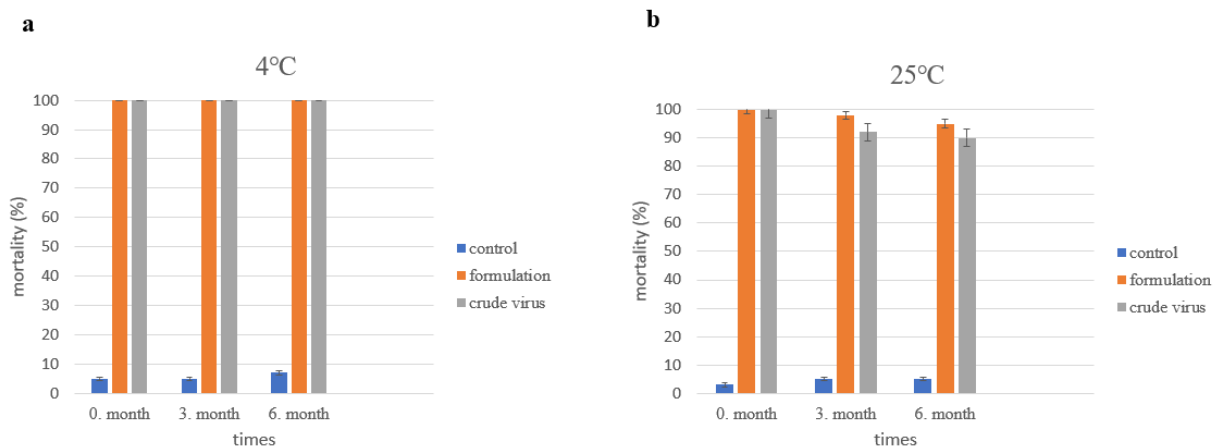 a
4℃
mortality (%)
100
90
80
70
60
50
40
30
20
10
0
0. month 3. month 6. month
times
control
formulation
crude virus
b
25℃
mortality (%)
100
90
80
70
60
50
40
30
20
10
0
0. month 3. month 6. month
times
control
formulation
crude virus